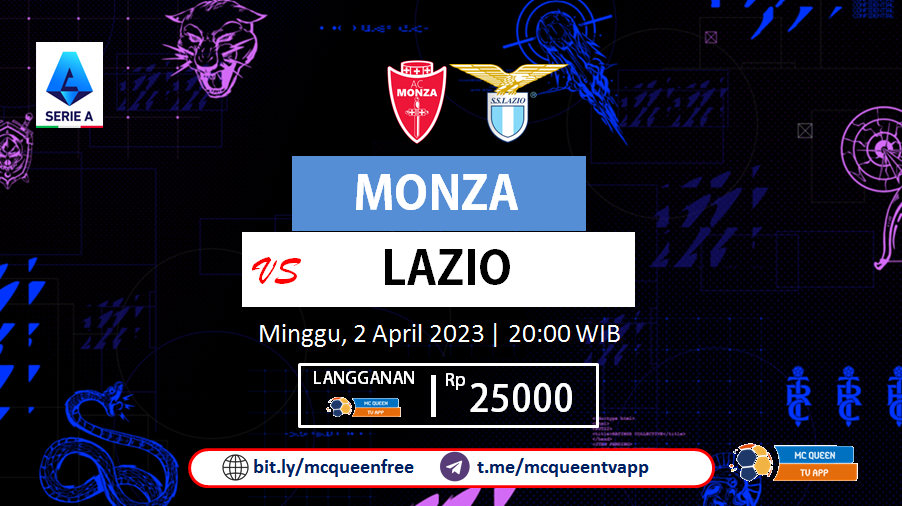 SERIE A
AC
MONZA
S.S.LAZIO
MONZA
VS LAZIO
Minggu, 2 April 2023 | 20:00 WIB
LANGGANAN | Rp 25000
MC QUEEN
TV APP
bit.ly/mcqueenfree t.me/mcqueentvapp
MC QUEEN
TV APP